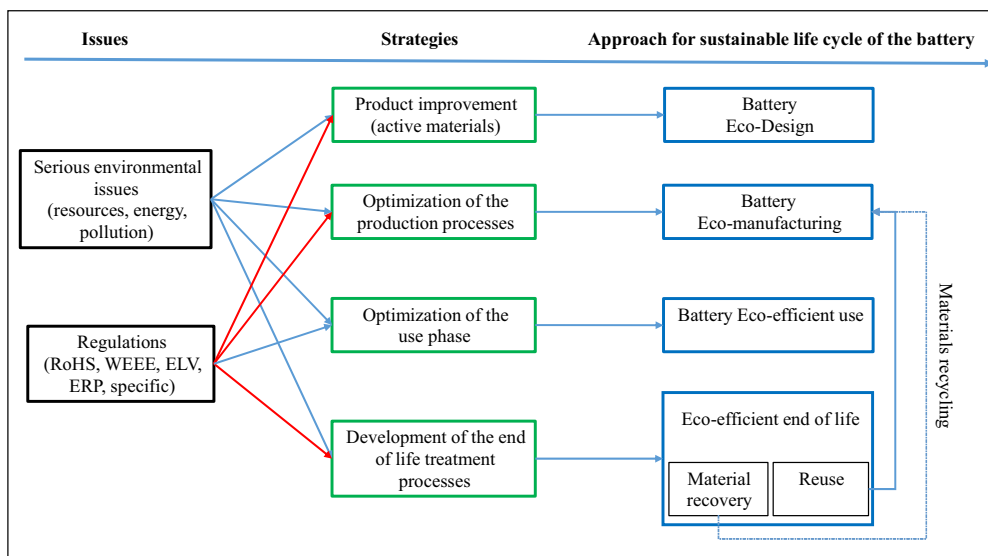 Issues
Strategies
Approach for sustainable life cycle of the battery
Serious environmental
issues
(resources, energy,
pollution)
Regulations
(RoHS, WEEE, ELV,
ERP, specific)
Product improvement
(active materials)
Optimization of the
production processes
Optimization of the
use phase
Development of the end
of life treatment
processes
Battery
Eco-Design
Battery
Eco-manufacturing
Battery Eco-efficient use
Eco-efficient end of life
Material
recovery
Reuse
Materials recycling